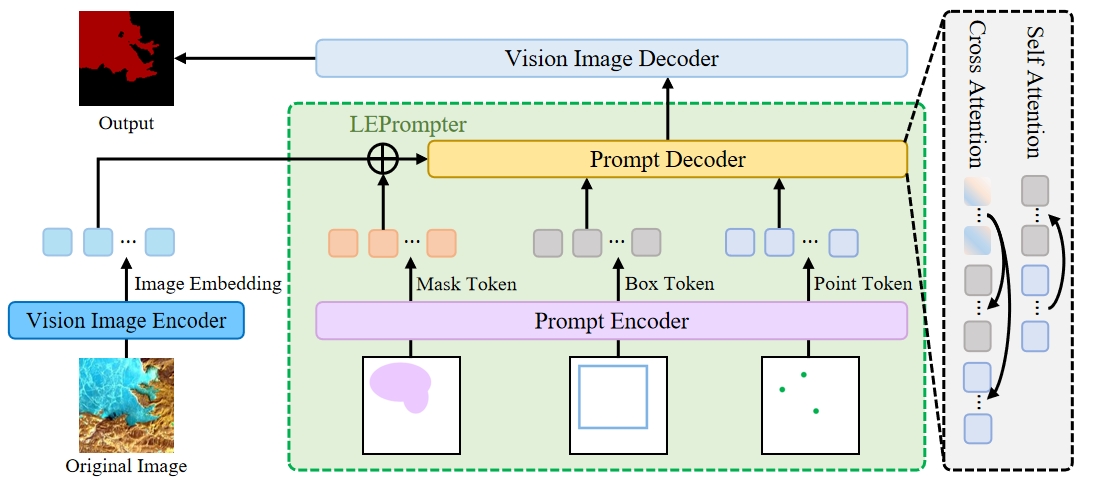 Vision Image Decoder
Output
LEPrompter
Prompt Decoder
Cross Attention
Self Attention
...
...
...
...
Image Embedding
Mask Token
Box Token
Point Token
Vision Image Encoder
Prompt Encoder
Original Image